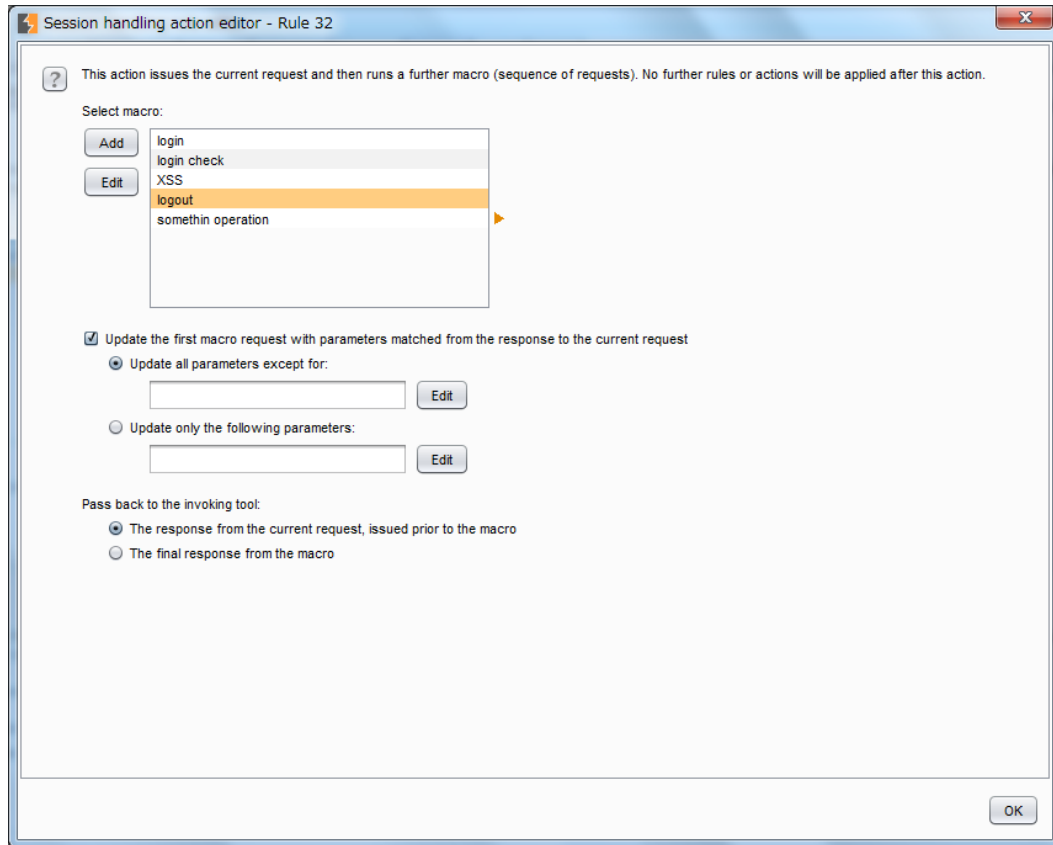 Session handling action editor - Rule 32
x
?
This action issues the current request and then runs a further macro (sequence of requests). No further rules or actions will be applied after this action.
Select macro:
Add
login
login check
Edit
XSS
logout
somethin operation
Update the first macro request with parameters matched from the response to the current request
Update all parameters except for:
Edit
Update only the following parameters:
Edit
Pass back to the invoking tool:
The response from the current request, issued prior to the macro
The final response from the macro
OK